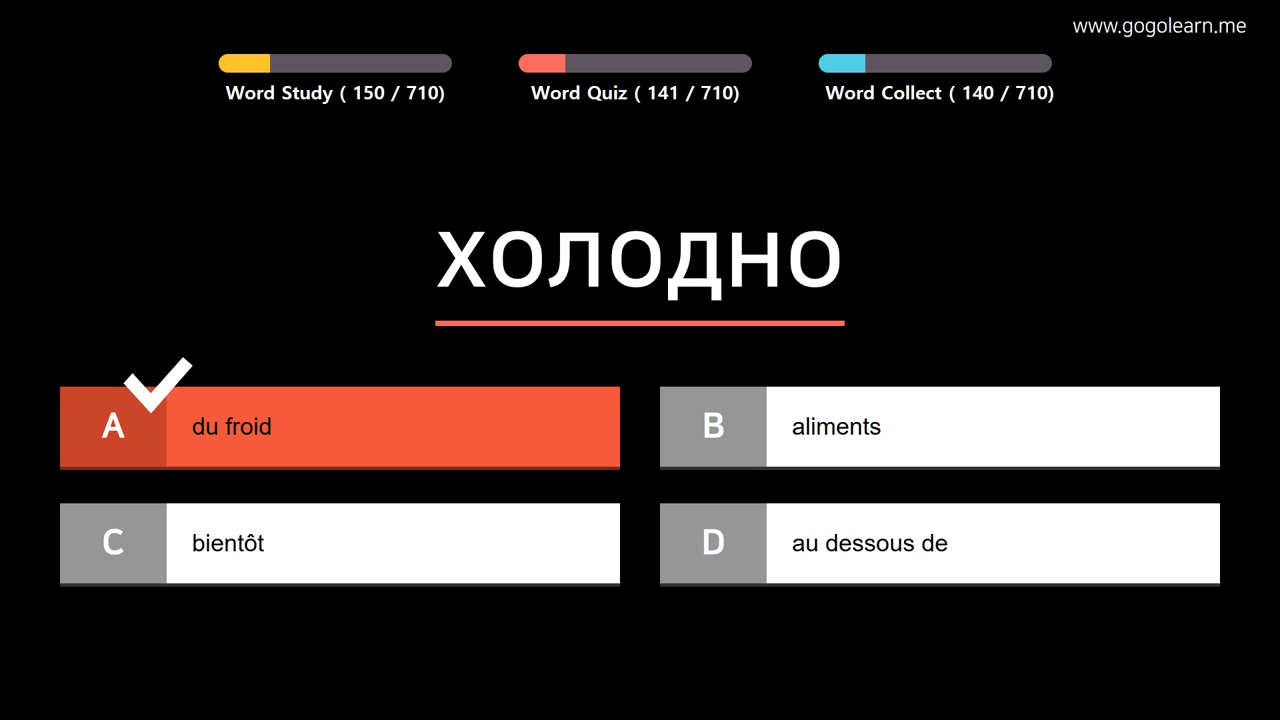 www.gogolearn.me
Word Study ( 150 / 710)
Word Quiz ( 141 / 710)
Word Collect ( 140 / 710)
холодно
A du froid
B aliments
C bientôt
D au dessous de